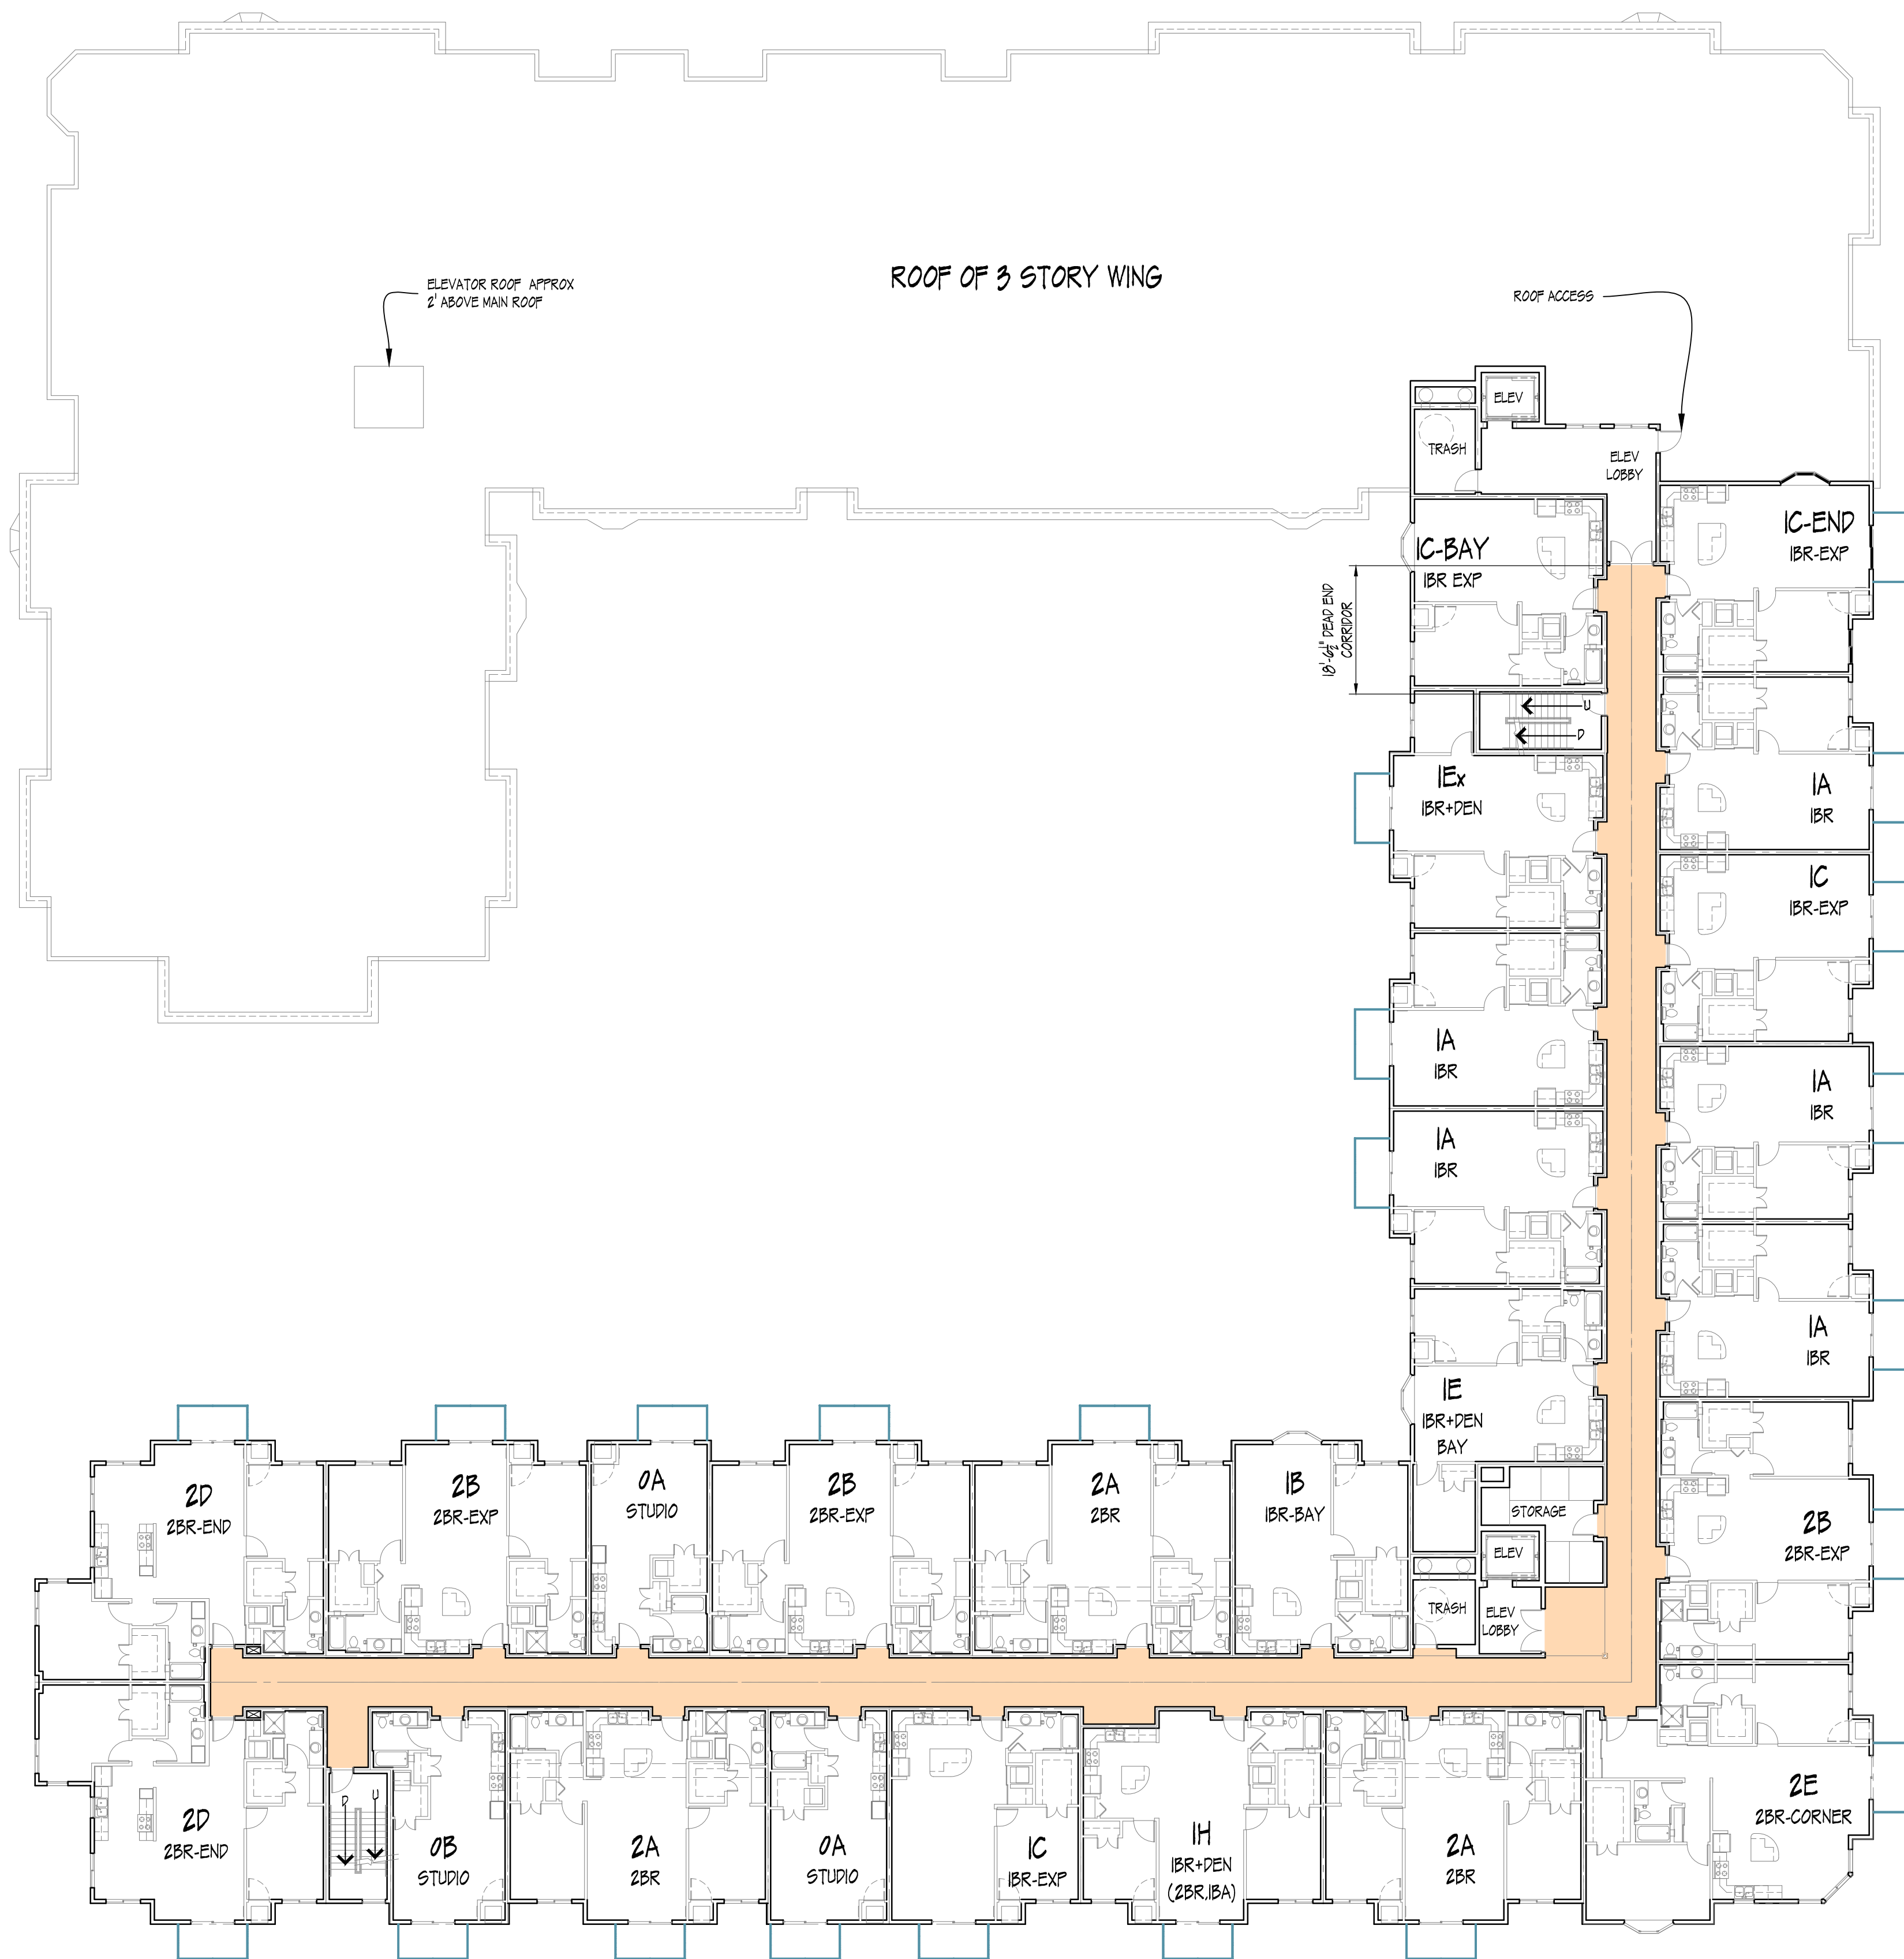 ROOF OF 3 STORY WING
ELEVATOR ROOF APPROX
2' ABOVE MAIN ROOF
ROOF ACCESS
ELEV
TRASH
ELEV
LOBBY
1C-BAY
1BR EXP
1C-END
1BR-EXP
18'-6½" DEAD END
CORRIDOR
U
D
1Ex
1BR+DEN
1A
1BR
1C
1BR-EXP
1A
1BR
1A
1BR
1A
1BR
1A
1BR
1E
1BR+DEN
BAY
2D
2BR-END
2B
2BR-EXP
0A
STUDIO
2B
2BR-EXP
2A
2BR
1B
1BR-BAY
STORAGE
ELEV
TRASH
ELEV
LOBBY
2B
2BR-EXP
2D
2BR-END
D
U
0B
STUDIO
2A
2BR
0A
STUDIO
1C
1BR-EXP
1H
1BR+DEN
(2BR,1BA)
2A
2BR
2E
2BR-CORNER